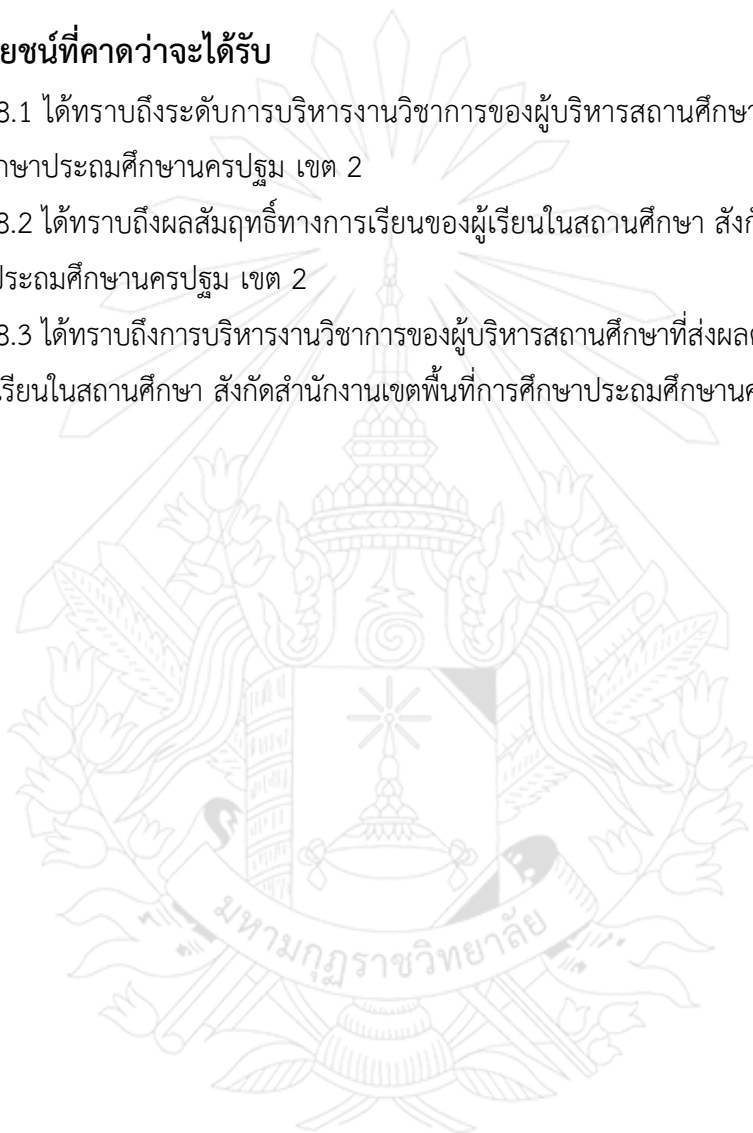 ยชน์ที่คาดว่าจะได้รับ
8.1 ได้ทราบถึงระดับการบริหารงานวิชาการของผู้บริหารสถานศึกษา
กษาประถมศึกษานครปฐม เขต 2
8.2 ได้ทราบถึงผลสัมฤทธิ์ทางการเรียนของผู้เรียนในสถานศึกษา สังกั
ประถมศึกษานครปฐม เขต 2
8.3 ได้ทราบถึงการบริหารงานวิชาการของผู้บริหารสถานศึกษาที่ส่งผลต
เรียนในสถานศึกษา สังกัดสำนักงานเขตพื้นที่การศึกษาประถมศึกษานค
มหามกุฏราชวิทยาลัย